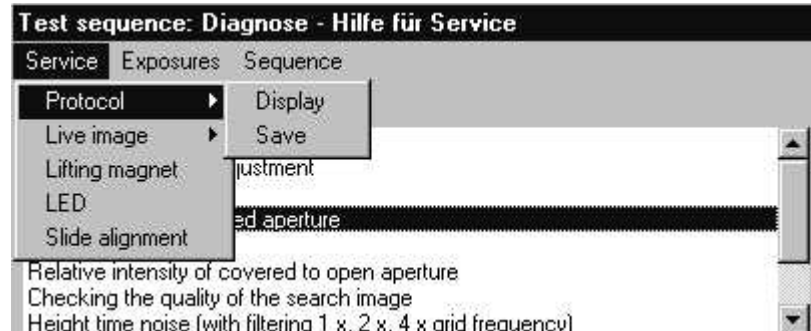 Test sequence: Diagnose - Hilfe für Service
Service Exposures Sequence
Protocol Display
Live image Save
Lifting magnet justment
LED
ed aperture
Slide alignment
Relative intensity of covered to open aperture
Checking the quality of the search image
Height time noise (with filtering 1 x, 2 x, 4 x grid frequency)